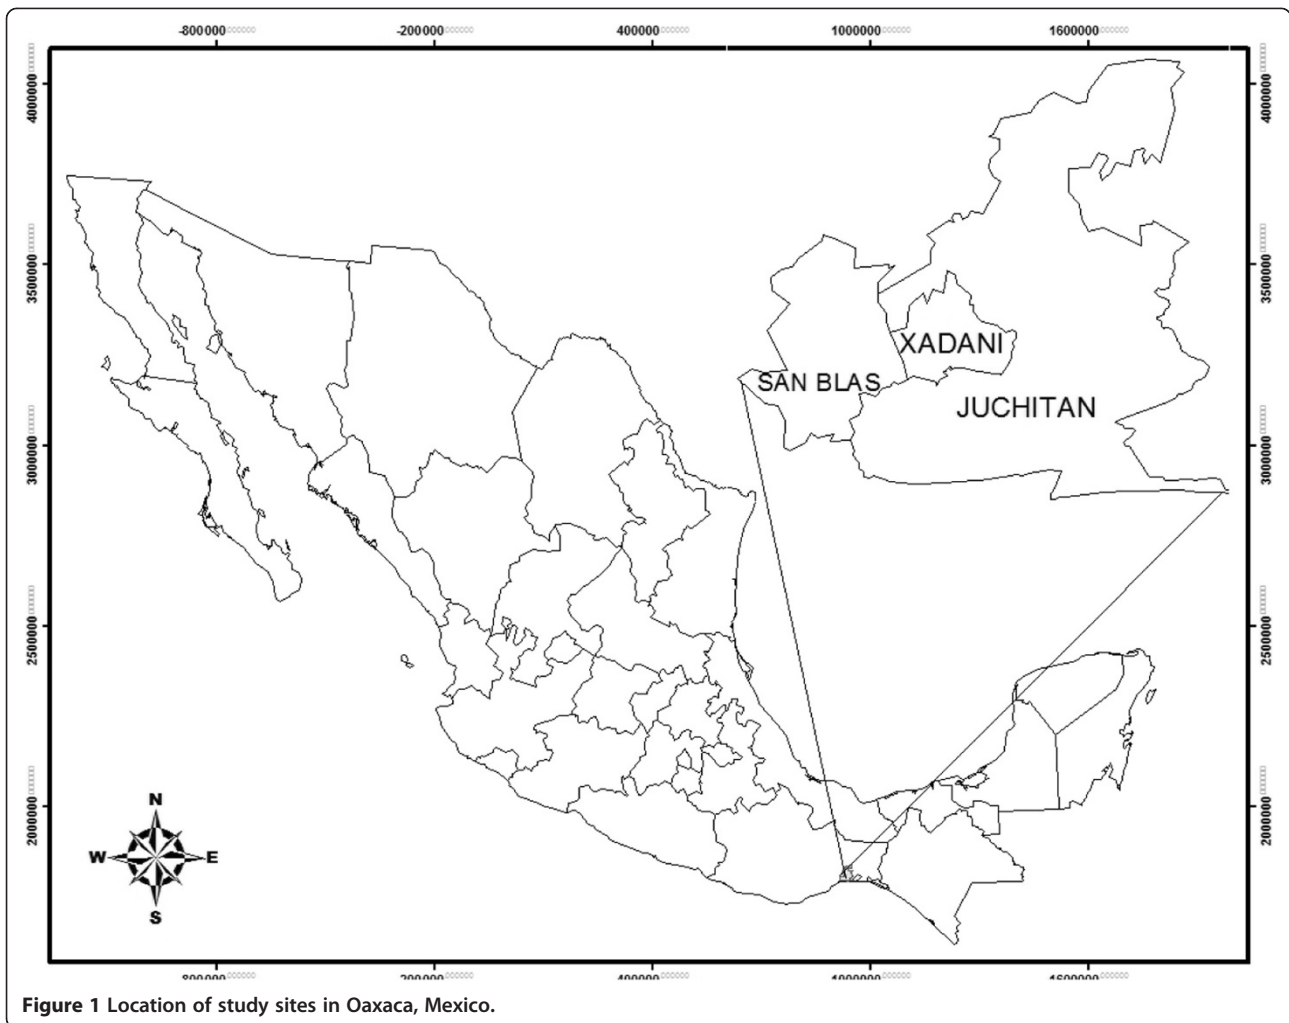 -800000 -200000 400000 1000000 1600000
4000000 4000000
3500000 3500000
3000000 3000000
2500000 2500000
2000000 2000000
XADANI
SAN BLAS
JUCHITAN
N
W E
S
Figure 1 Location of study sites in Oaxaca, Mexico.